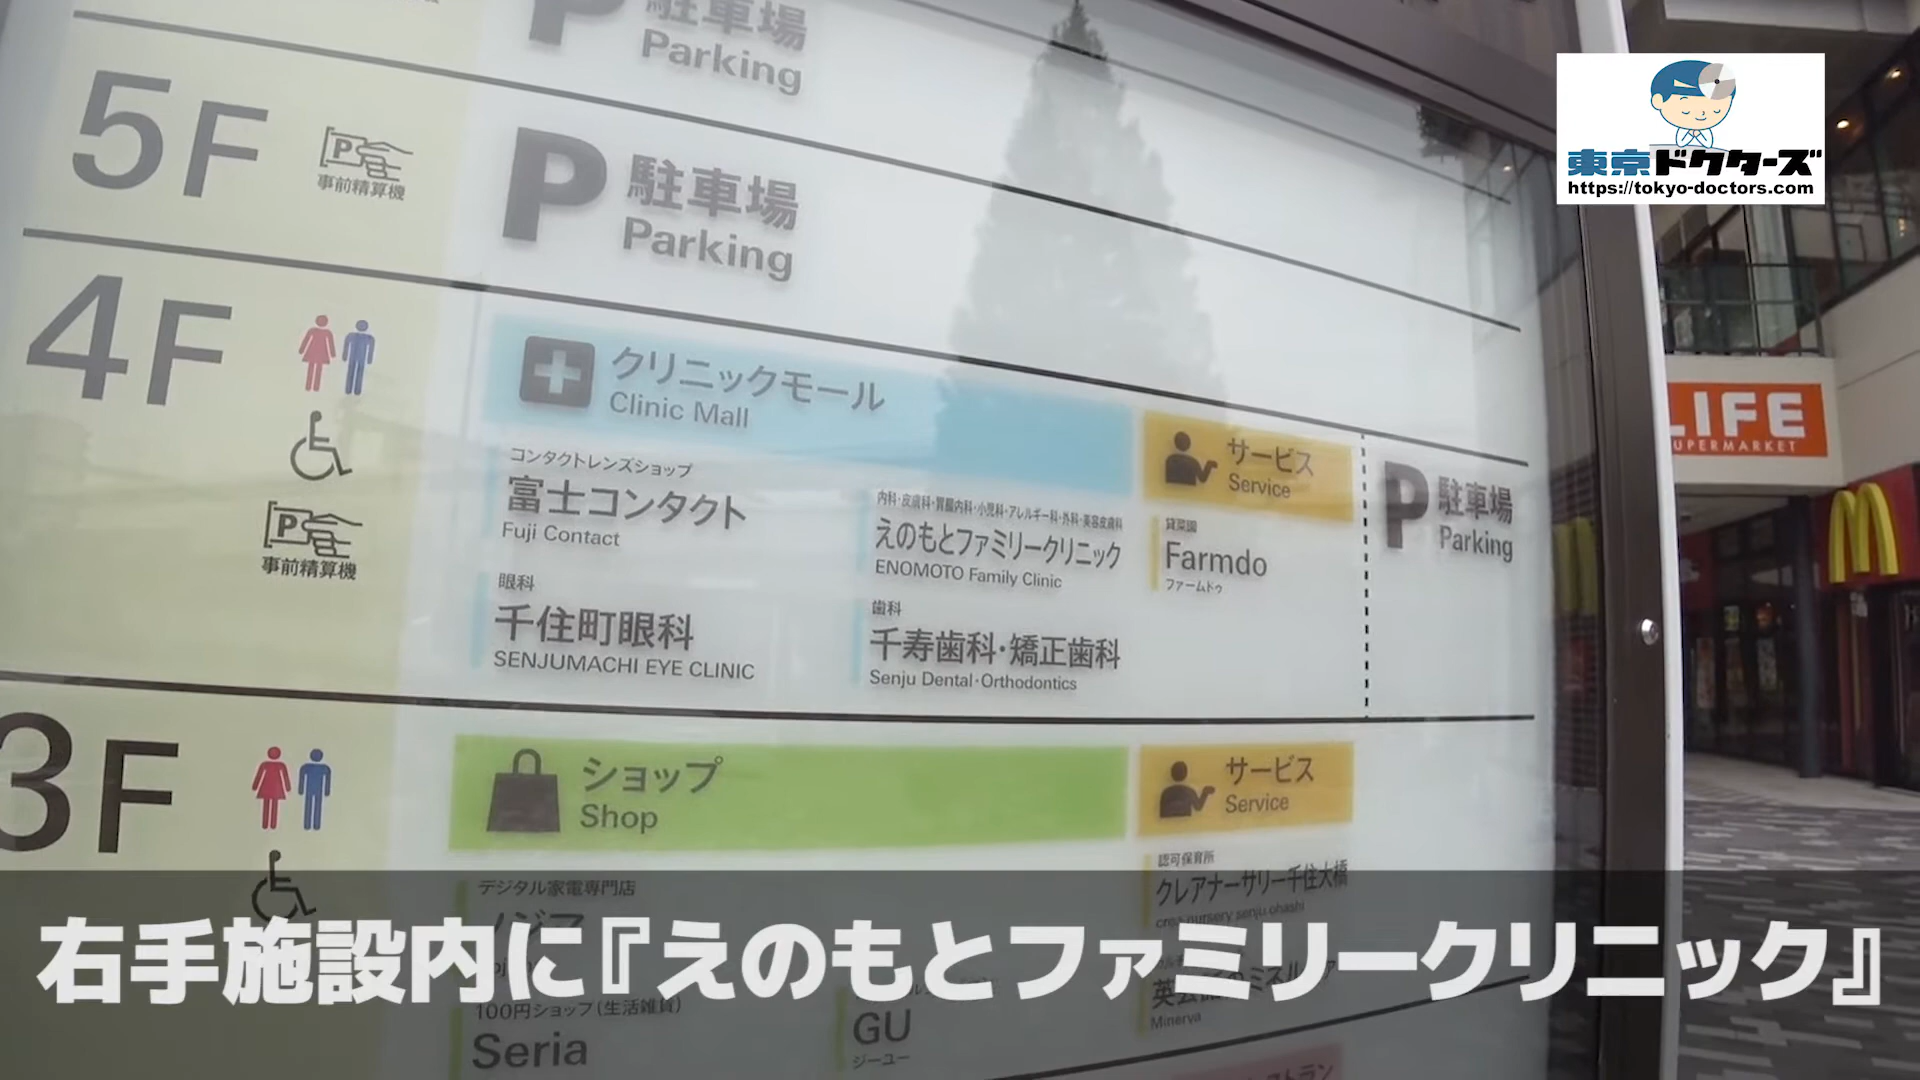 駐車場
Parking
5F
P
事前精算機
P 駐車場
Parking
4F
クリニックモール
Clinic Mall
サービス
Service
P 駐車場
Parking
コンタクトレンズショップ
富士コンタクト
Fuji Contact
内科・皮膚科・胃腸内科・小児科・アレルギー科・外科・美容皮膚科
えのもとファミリークリニック
ENOMOTO Family Clinic
貸菜園
Farmdo
ファームドゥ
P
事前精算機
眼科
千住町眼科
SENJUMACHI EYE CLINIC
歯科
千寿歯科・矯正歯科
Senju Dental・Orthodontics
3F
ショップ
Shop
サービス
Service
デジタル家電専門店
ノジマ
認可保育所
クレアナーサリー千住大橋
crea nursery senju ohashi
100円ショップ(生活雑貨)
Seria
GU
ジーユー
Minerva
東京ドクターズ
https://tokyo-doctors.com
LIFE
SUPERMARKET
M
右手施設内に『えのもとファミリークリニック』